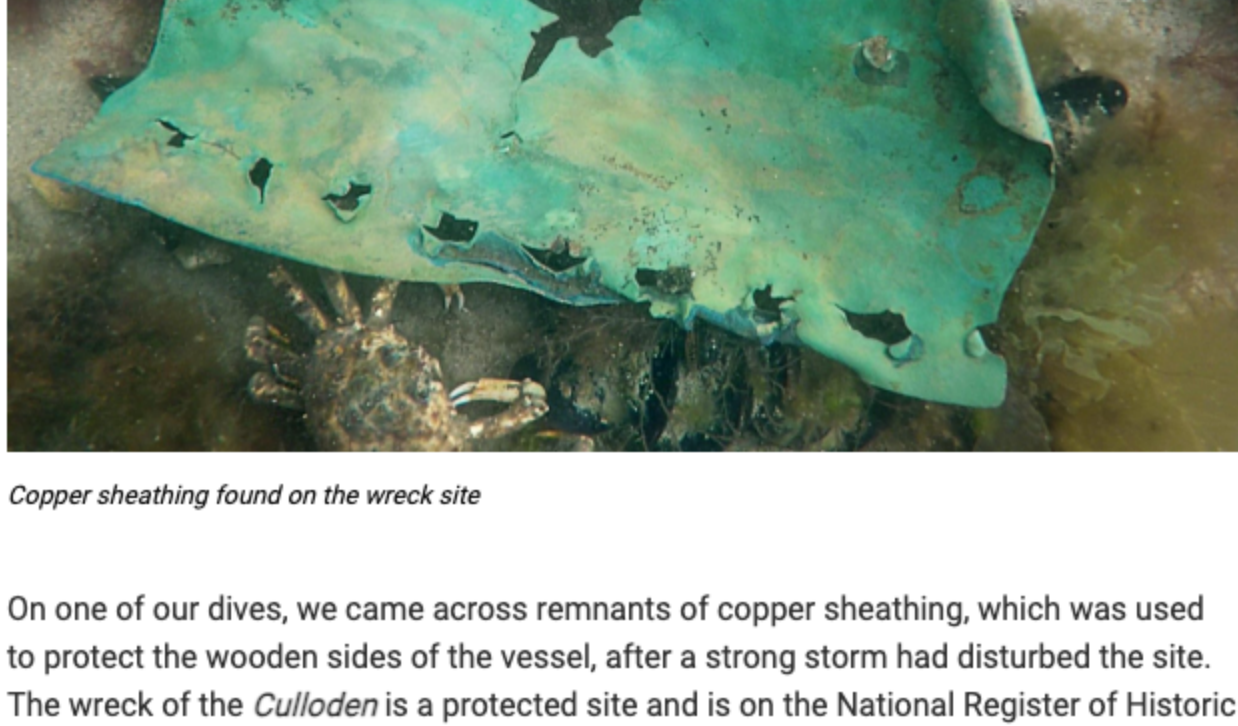 Copper sheathing found on the wreck site
On one of our dives, we came across remnants of copper sheathing, which was used
to protect the wooden sides of the vessel, after a strong storm had disturbed the site.
The wreck of the Culloden is a protected site and is on the National Register of Historic